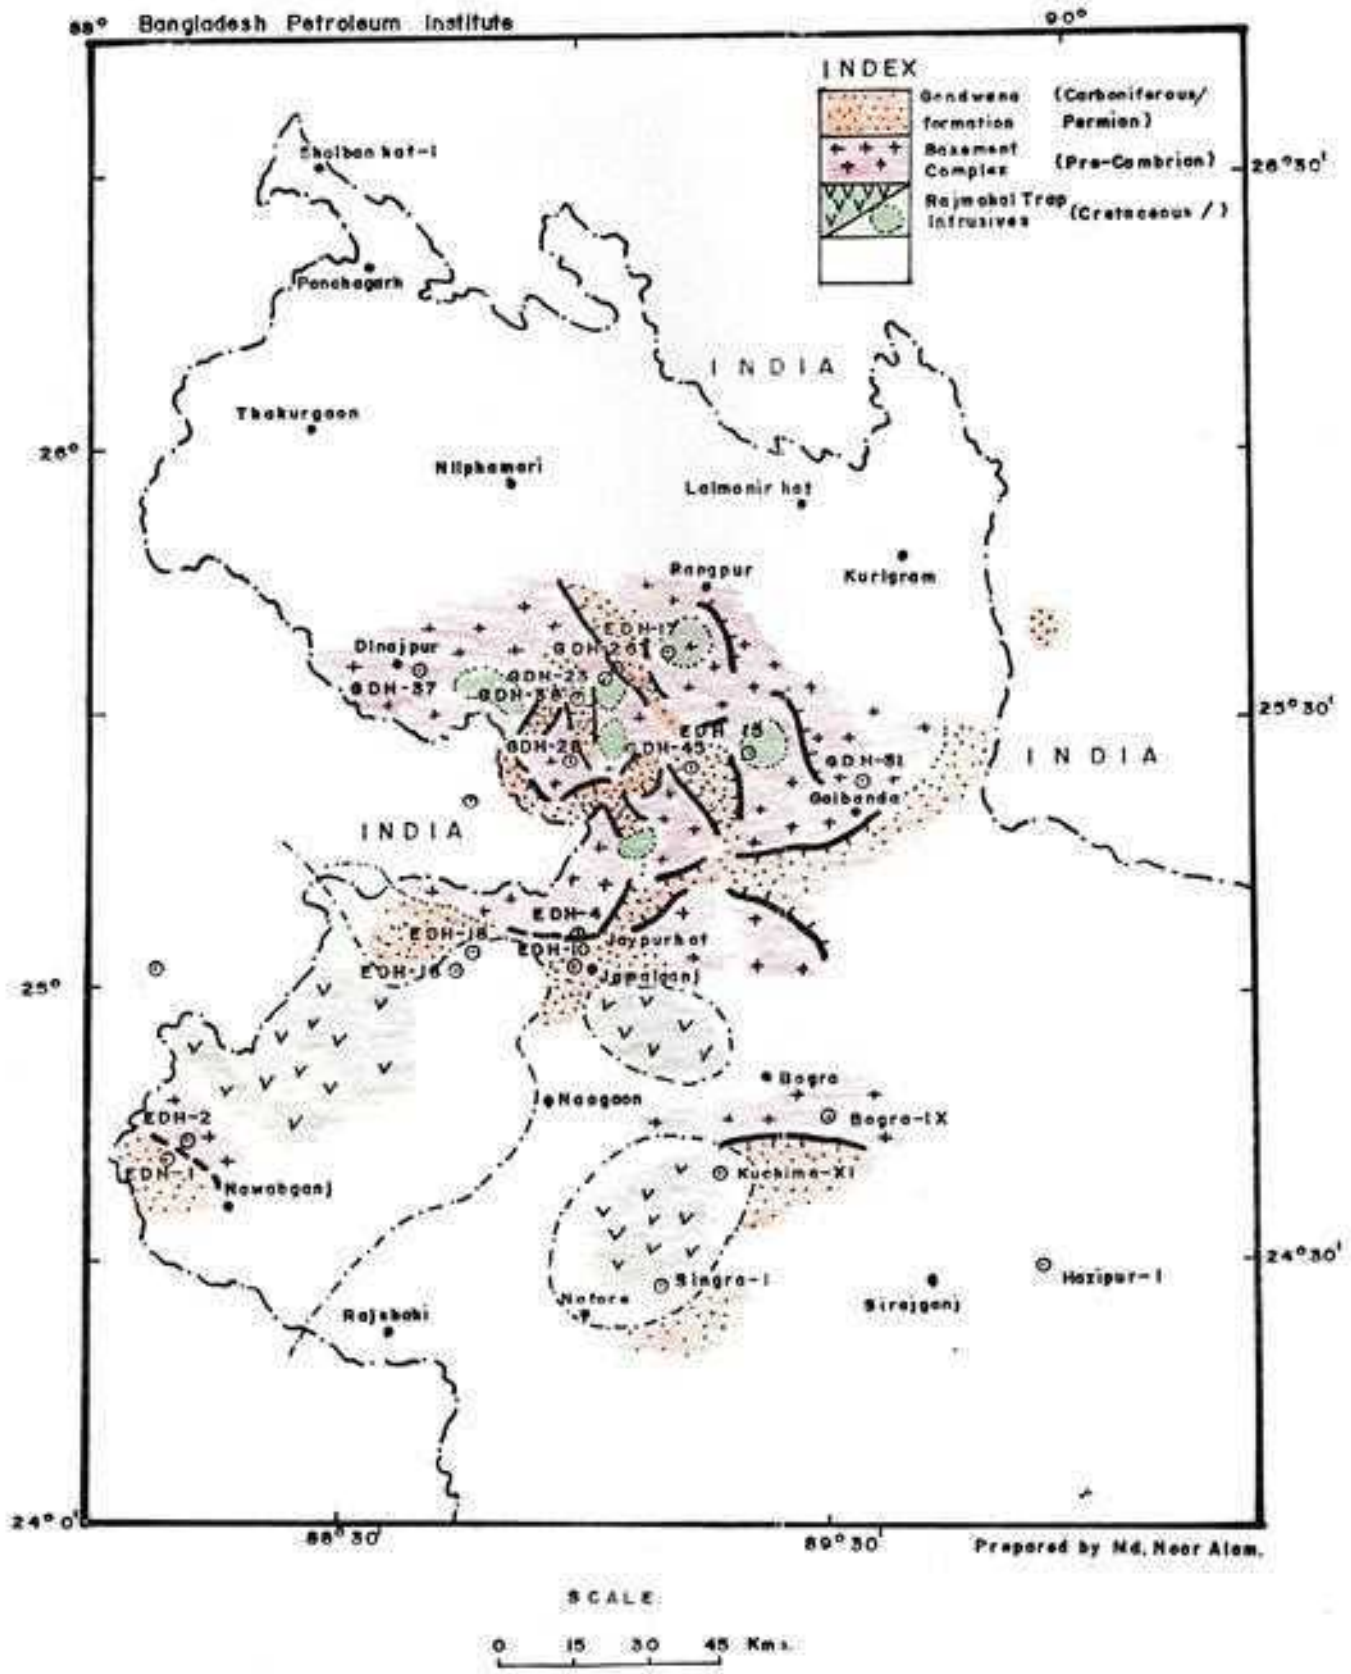 88° Bangladesh Petroleum Institute 90°
INDEX
Gondwana (Carboniferous/
formation Permian)
Basement
Complex (Pre-Cambrian)
Rajmahal Trap
Intrusives (Cretaceous /)
26°30'
Shalban hat-1
Panchagarh
INDIA
Thakurgaon
26°
Nilphamari
Lalmonir hat
Rangpur
Kurigram
EDH-17
Dinajpur
GDH-26
GDH-23
GDH-37
GDH-38
25°30'
EDH 15
GDH-28
GDH-45
INDIA
GDH-51
Gaibanda
INDIA
EDH-4
EDH-18
EDH-10
Jaypurhat
EDH-16
Jamalganj
25°
Bogra
Naogaon
Bogra-IX
EDH-2
EDH-1
Kuchima-XI
Nawabganj
24°30'
Hazipur-1
Singra-1
Natore
Sirajganj
Rajshahi
24°0'
88°30'
89°30'
Prepared by Md. Noor Alam.
SCALE
0 15 30 45 Kms.